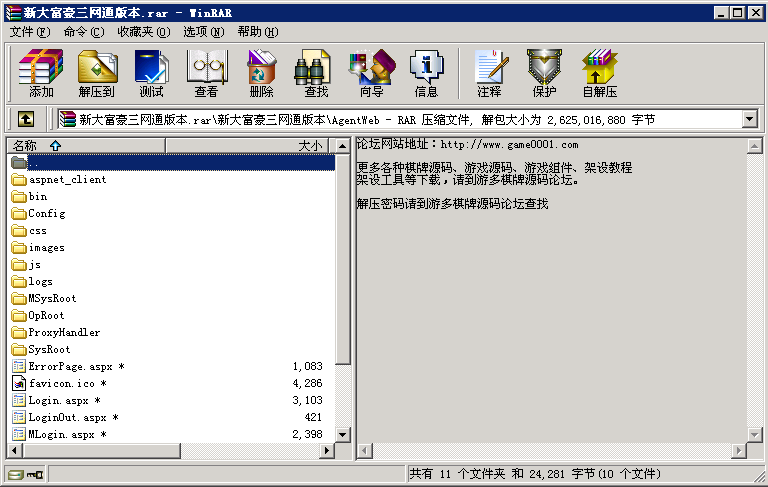 新大富豪三网通版本.rar - WinRAR
文件(F) 命令(C) 收藏夹(O) 选项(N) 帮助(H)
添加 解压到 测试 查看 删除 查找 向导 信息 注释 保护 自解压
新大富豪三网通版本.rar\新大富豪三网通版本\AgentWeb - RAR 压缩文件, 解包大小为 2,625,016,880 字节
名称 大小
..
aspnet_client
bin
Config
css
images
js
logs
MSysRoot
OpRoot
ProxyHandler
SysRoot
ErrorPage.aspx * 1,083
favicon.ico * 4,286
Login.aspx * 3,103
LoginOut.aspx * 421
MLogin.aspx * 2,398
论坛网站地址：http://www.game0001.com
更多各种棋牌源码、游戏源码、游戏组件、架设教程
架设工具等下载，请到游多棋牌源码论坛。
解压密码请到游多棋牌源码论坛查找
共有 11 个文件夹 和 24,281 字节(10 个文件)